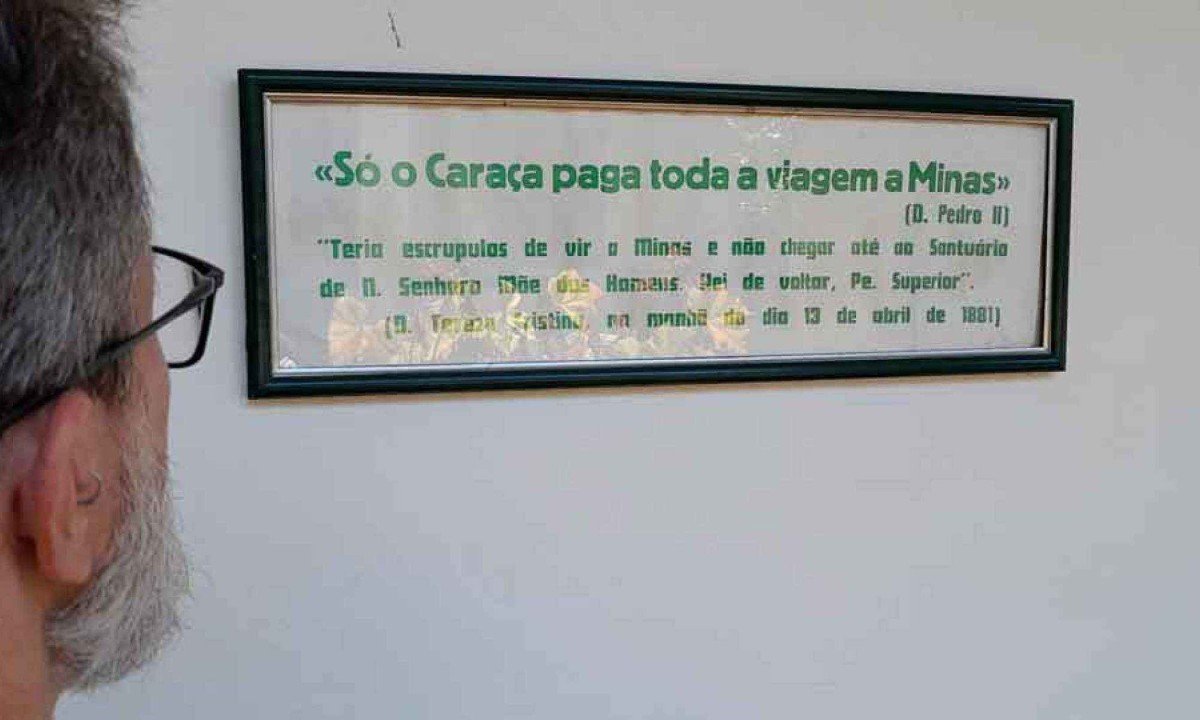 «Só o Caraça paga toda a viagem a Minas»
(D. Pedro II)
"Teria escrupulos de vir a Minas e não chegar até ao Santuário
de N. Senhora Mãe dos Homens. Hei de voltar, Pe. Superior".
(D. Tereza Cristina, na manhã do dia 13 de abril de 1881)